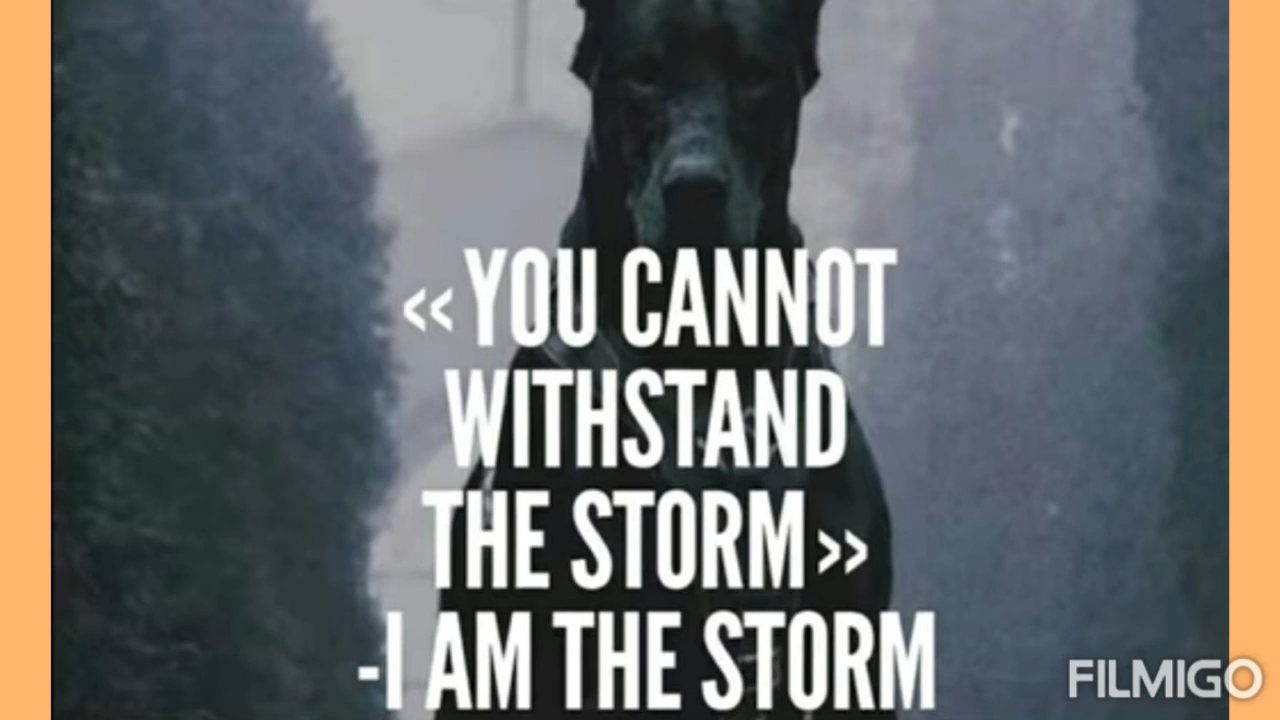 «YOU CANNOT
WITHSTAND
THE STORM»
-I AM THE STORM
FILMIGO